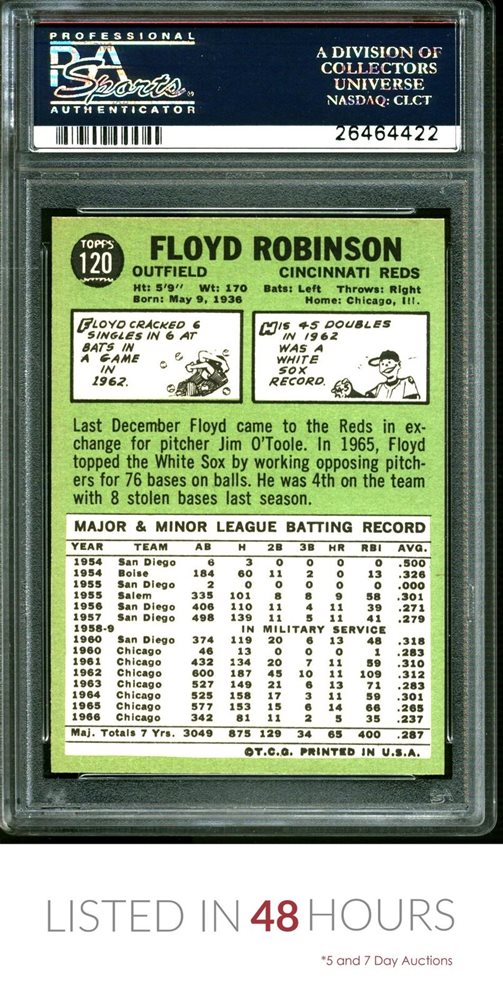 PROFESSIONAL
PSA
Sports
AUTHENTICATOR
A DIVISION OF
COLLECTORS
UNIVERSE
NASDAQ: CLCT
26464422
TOPPS
120
FLOYD ROBINSON
OUTFIELD CINCINNATI REDS
Ht: 5'9" Wt: 170 Bats: Left Throws: Right
Born: May 9, 1936 Home: Chicago, Ill.
FLOYD CRACKED 6
SINGLES IN 6 AT
BATS IN
A GAME
IN
1962.
HIS 45 DOUBLES
IN 1962
WAS A
WHITE
SOX
RECORD.
Last December Floyd came to the Reds in ex-
change for pitcher Jim O'Toole. In 1965, Floyd
topped the White Sox by working opposing pitch-
ers for 76 bases on balls. He was 4th on the team
with 8 stolen bases last season.
MAJOR & MINOR LEAGUE BATTING RECORD
YEAR TEAM AB H 2B 3B HR RBI AVG.
1954 San Diego 6 3 0 0 0 0 .500
1954 Boise 184 60 11 2 0 13 .326
1955 San Diego 2 0 0 0 0 0 .000
1955 Salem 335 101 8 8 9 58 .301
1956 San Diego 406 110 11 4 11 39 .271
1957 San Diego 498 139 11 5 11 41 .279
1958-9 IN MILITARY SERVICE
1960 San Diego 374 119 20 6 13 48 .318
1960 Chicago 46 13 0 0 0 1 .283
1961 Chicago 432 134 20 7 11 59 .310
1962 Chicago 600 187 45 10 11 109 .312
1963 Chicago 527 149 21 6 13 71 .283
1964 Chicago 525 158 17 3 11 59 .301
1965 Chicago 577 153 15 6 14 66 .265
1966 Chicago 342 81 11 2 5 35 .237
Maj. Totals 7 Yrs. 3049 875 129 34 65 400 .287
©T.C.G. PRINTED IN U.S.A.
LISTED IN 48 HOURS
*5 and 7 Day Auctions